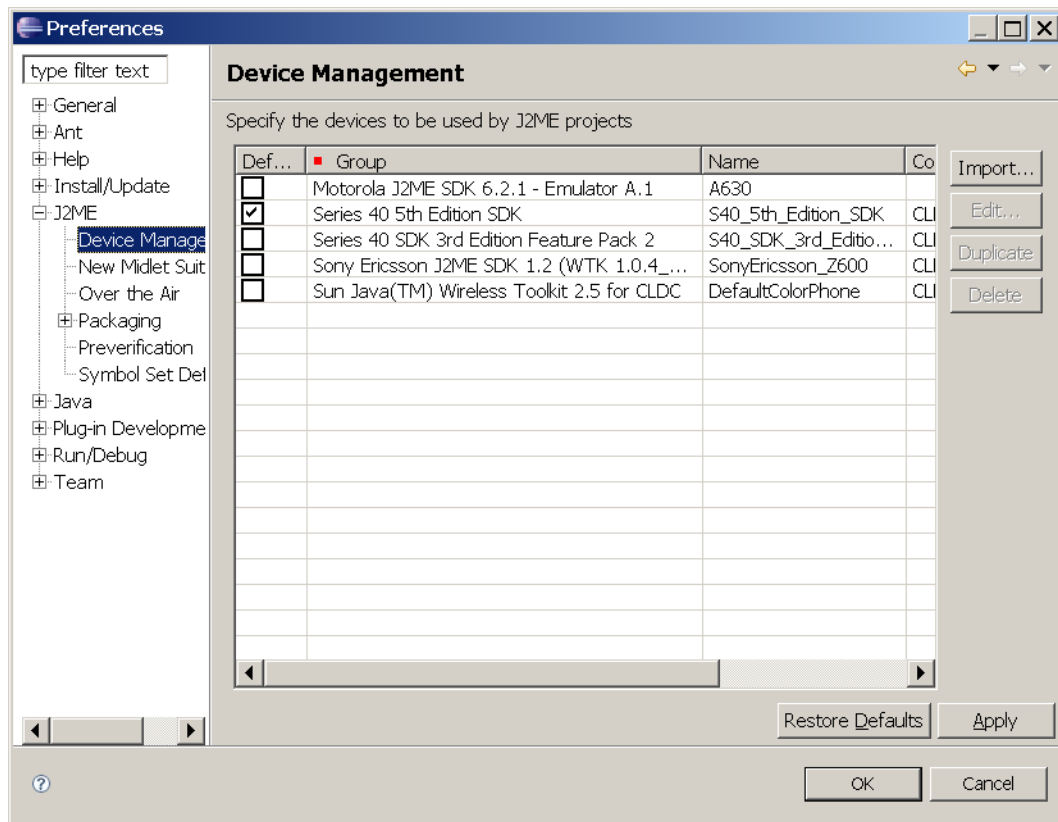 Preferences
type filter text
General
Ant
Help
Install/Update
J2ME
Device Manage
New Midlet Suit
Over the Air
Packaging
Preverification
Symbol Set Def
Java
Plug-in Developme
Run/Debug
Team
Device Management
Specify the devices to be used by J2ME projects
Def... Group Name Co
Motorola J2ME SDK 6.2.1 - Emulator A.1 A630
Series 40 5th Edition SDK S40_5th_Edition_SDK CLI
Series 40 SDK 3rd Edition Feature Pack 2 S40_SDK_3rd_Editio... CLI
Sony Ericsson J2ME SDK 1.2 (WTK 1.0.4_... SonyEricsson_Z600 CLI
Sun Java(TM) Wireless Toolkit 2.5 for CLDC DefaultColorPhone CLI
Import...
Edit...
Duplicate
Delete
Restore Defaults Apply
OK Cancel